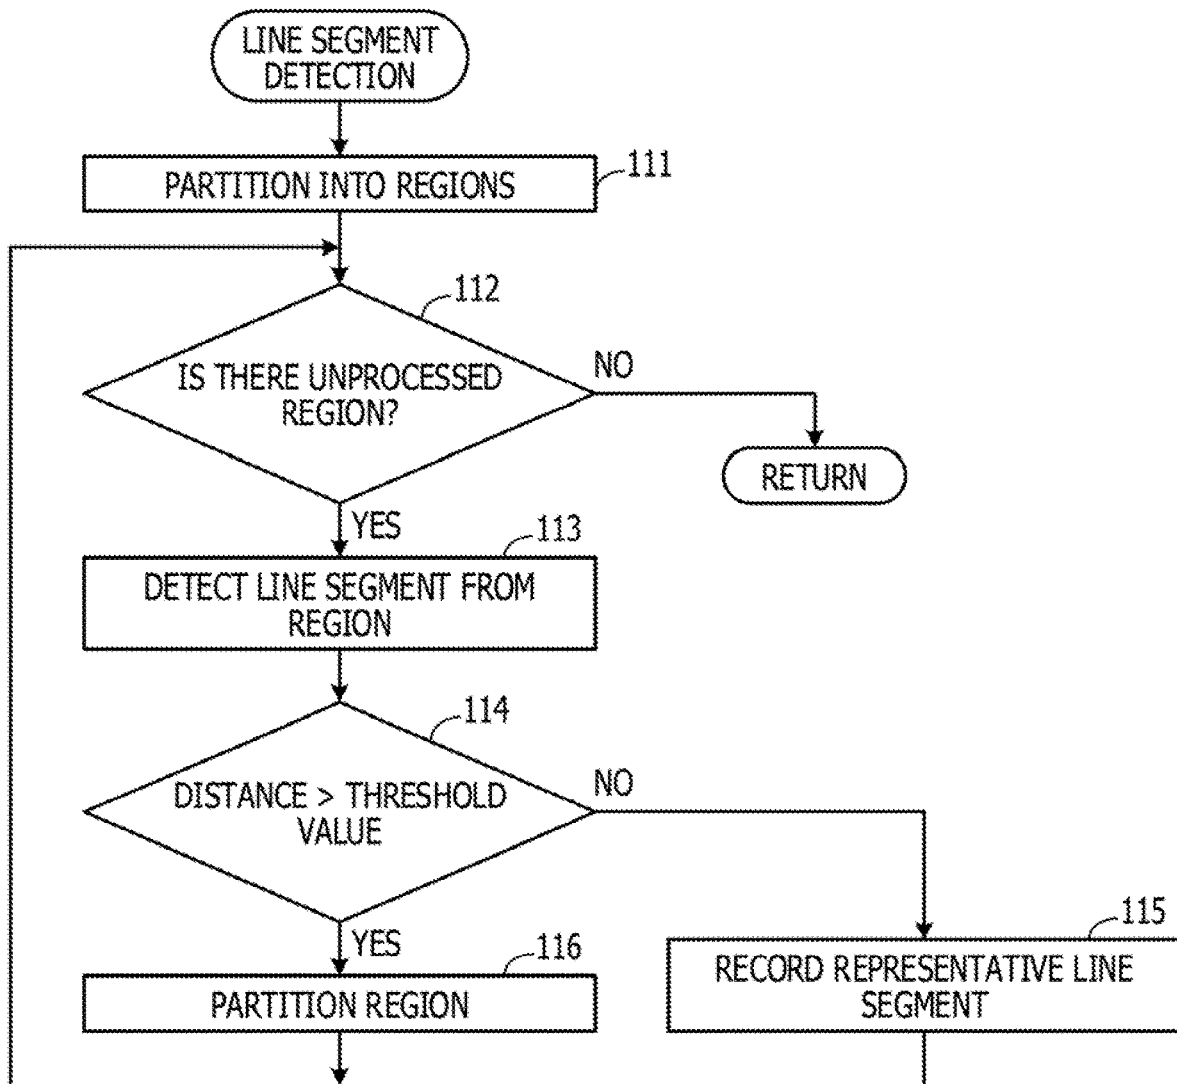 LINE SEGMENT
DETECTION
PARTITION INTO REGIONS
111
112
IS THERE UNPROCESSED
REGION?
NO
RETURN
YES
113
DETECT LINE SEGMENT FROM
REGION
114
DISTANCE > THRESHOLD
VALUE
NO
YES
115
RECORD REPRESENTATIVE LINE
SEGMENT
116
PARTITION REGION